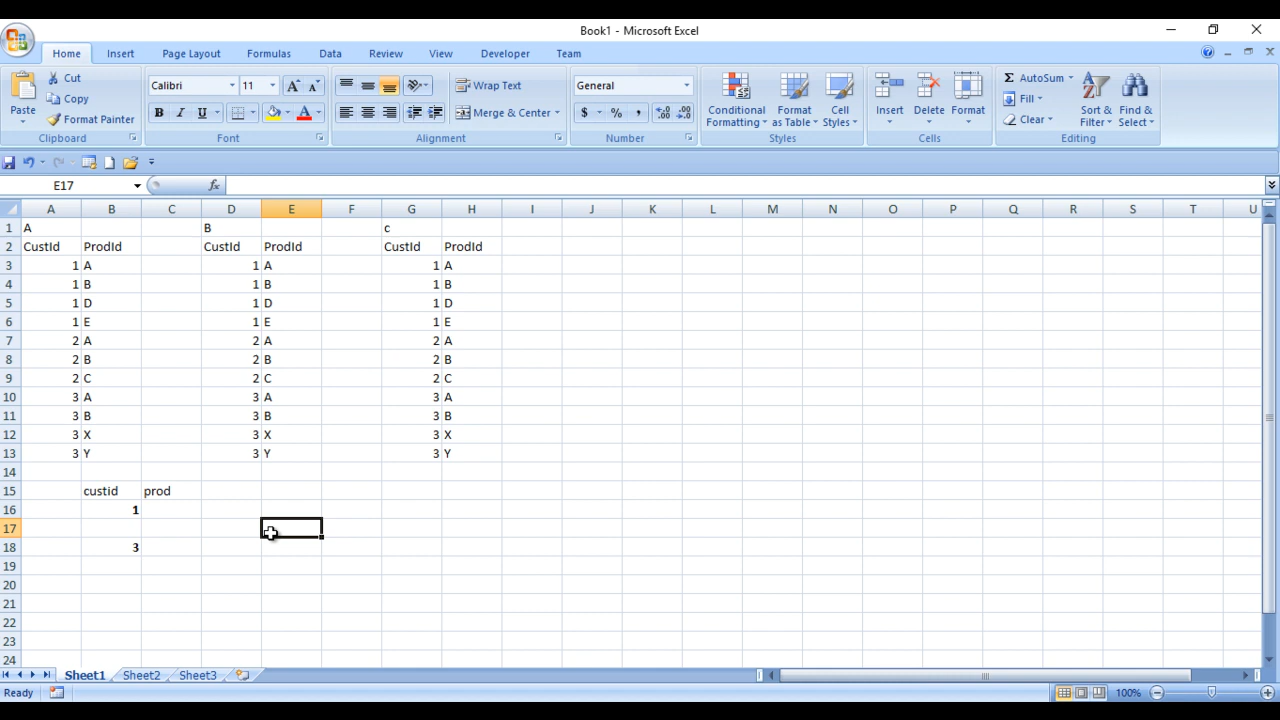 Book1 - Microsoft Excel
Home Insert Page Layout Formulas Data Review View Developer Team
Paste
Cut
Copy
Format Painter
Clipboard
Calibri 11
B I U
Font
Wrap Text
Merge & Center
Alignment
General
$ % ,
Number
Conditional Formatting
Format as Table
Cell Styles
Styles
Insert Delete Format
Cells
AutoSum
Fill
Clear
Sort & Filter
Find & Select
Editing
E17 fx
A B C D E F G H I J K L M N O P Q R S T U
1 A B c
2 CustId ProdId CustId ProdId CustId ProdId
3 1 A 1 A 1 A
4 1 B 1 B 1 B
5 1 D 1 D 1 D
6 1 E 1 E 1 E
7 2 A 2 A 2 A
8 2 B 2 B 2 B
9 2 C 2 C 2 C
10 3 A 3 A 3 A
11 3 B 3 B 3 B
12 3 X 3 X 3 X
13 3 Y 3 Y 3 Y
14
15 custid prod
16 1
17
18 3
19
20
21
22
23
24
Sheet1 Sheet2 Sheet3
Ready 100%